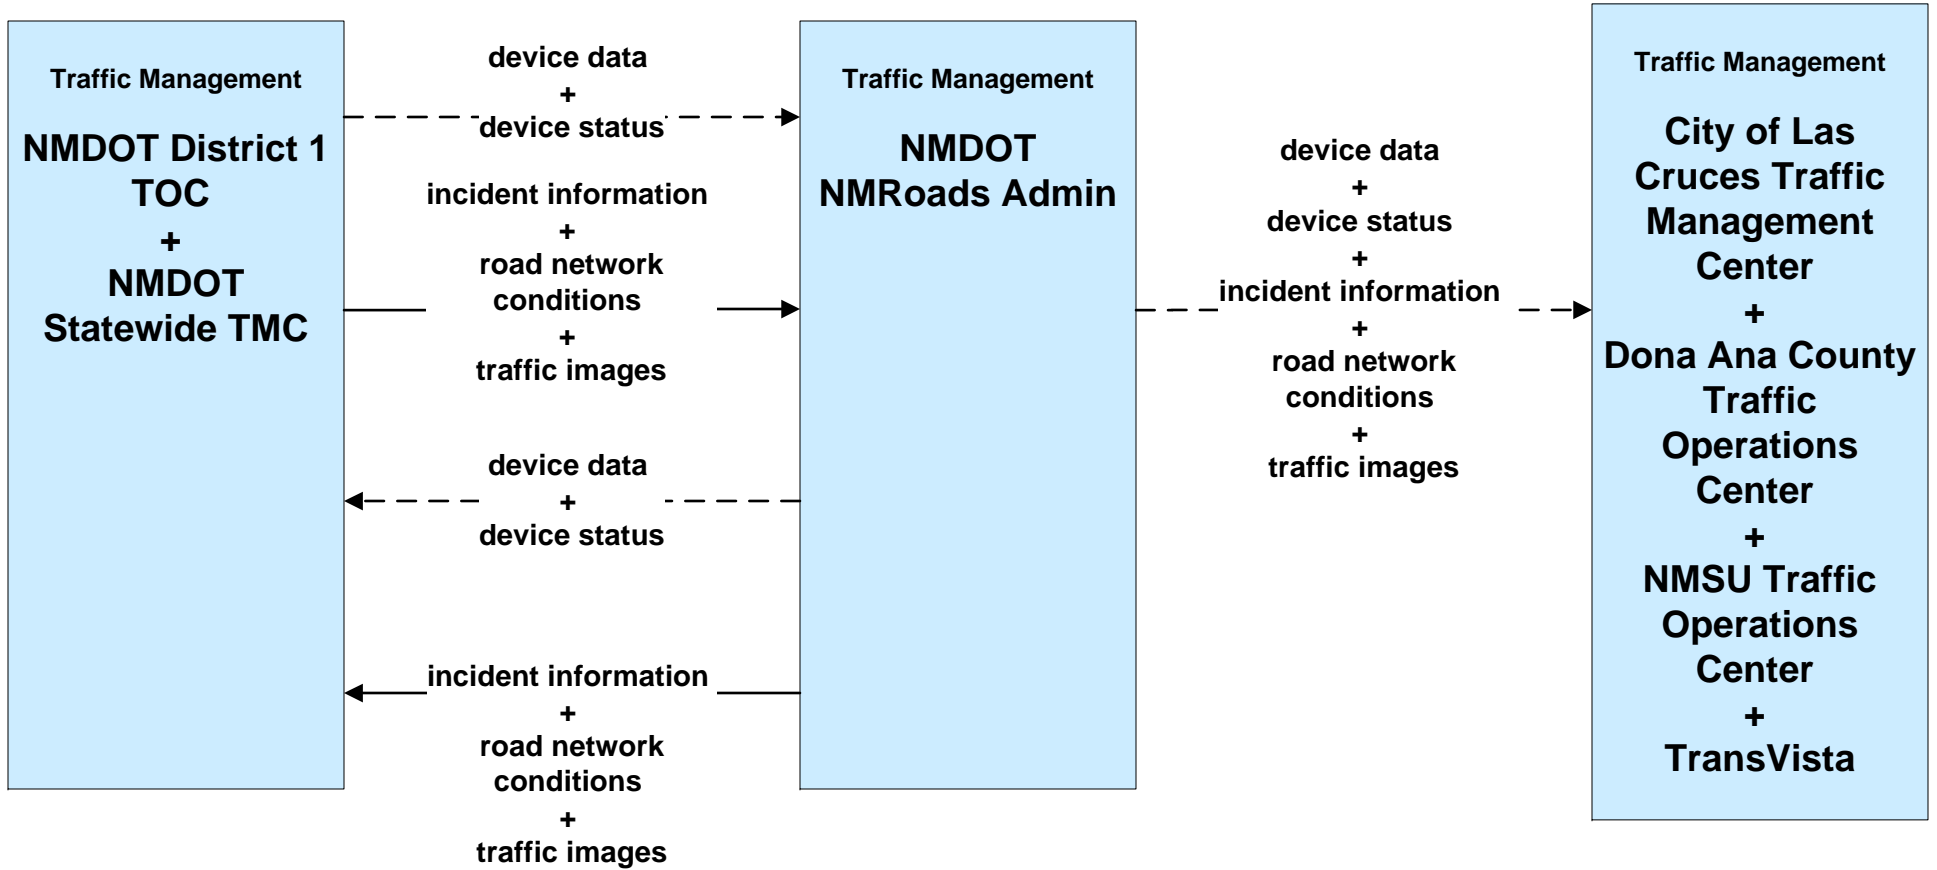 Traffic Management
NMDOT District 1
TOC
+
NMDOT
Statewide TMC
device data
+
device status
incident information
+
road network
conditions
+
traffic images
device data
+
device status
incident information
+
road network
conditions
+
traffic images
Traffic Management
NMDOT
NMRoads Admin
device data
+
device status
+
incident information
+
road network
conditions
+
traffic images
Traffic Management
City of Las
Cruces Traffic
Management
Center
+
Dona Ana County
Traffic
Operations
Center
+
NMSU Traffic
Operations
Center
+
TransVista